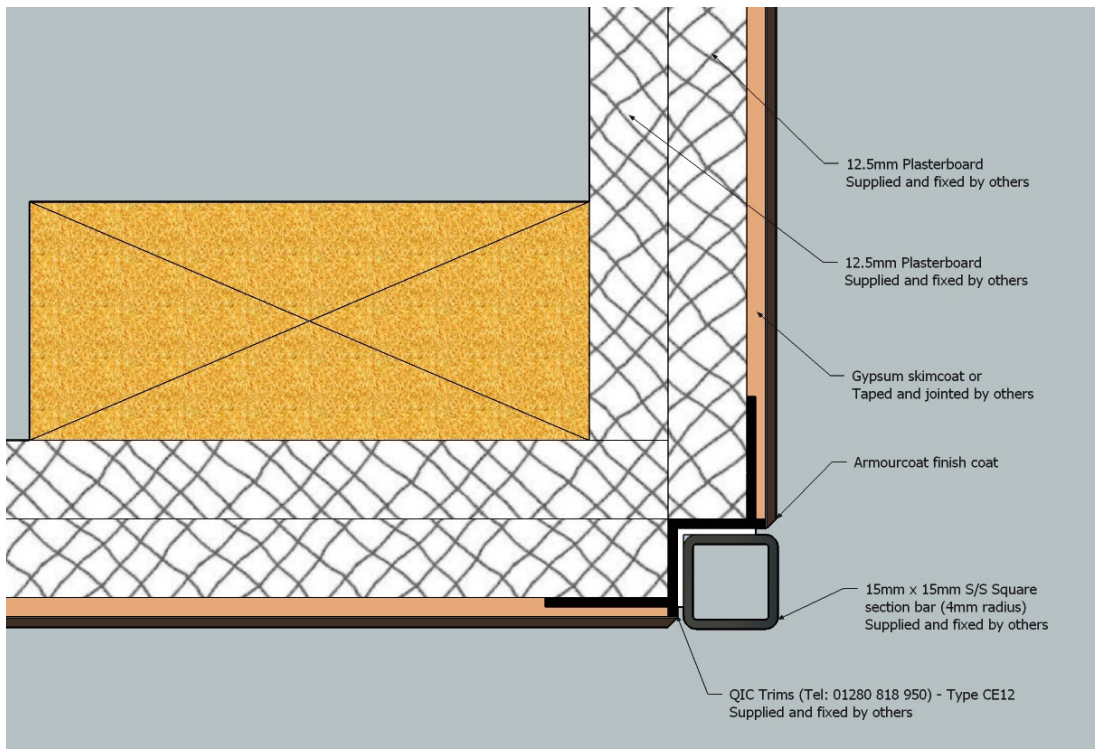 12.5mm Plasterboard
Supplied and fixed by others
12.5mm Plasterboard
Supplied and fixed by others
Gypsum skimcoat or
Taped and jointed by others
Armourcoat finish coat
15mm x 15mm S/S Square
section bar (4mm radius)
Supplied and fixed by others
QIC Trims (Tel: 01280 818 950) - Type CE12
Supplied and fixed by others